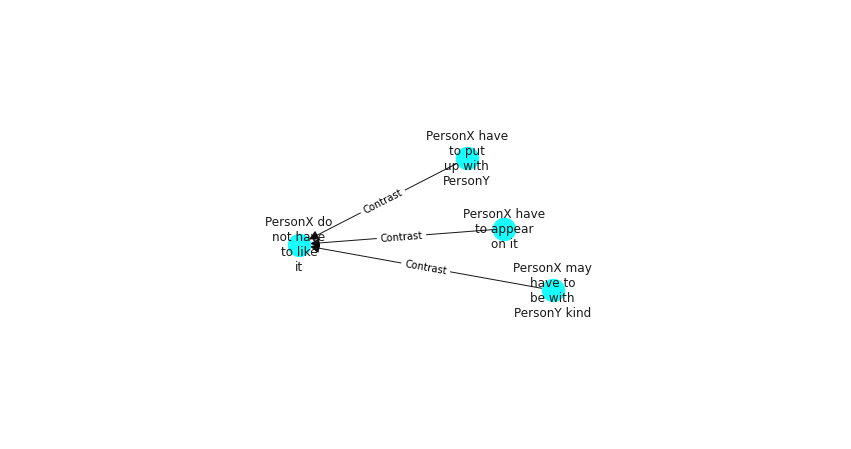 PersonX have
to put
up with
PersonY
Contrast
PersonX do
not have
to like
it
Contrast
PersonX have
to appear
on it
Contrast
PersonX may
have to
be with
PersonY kind